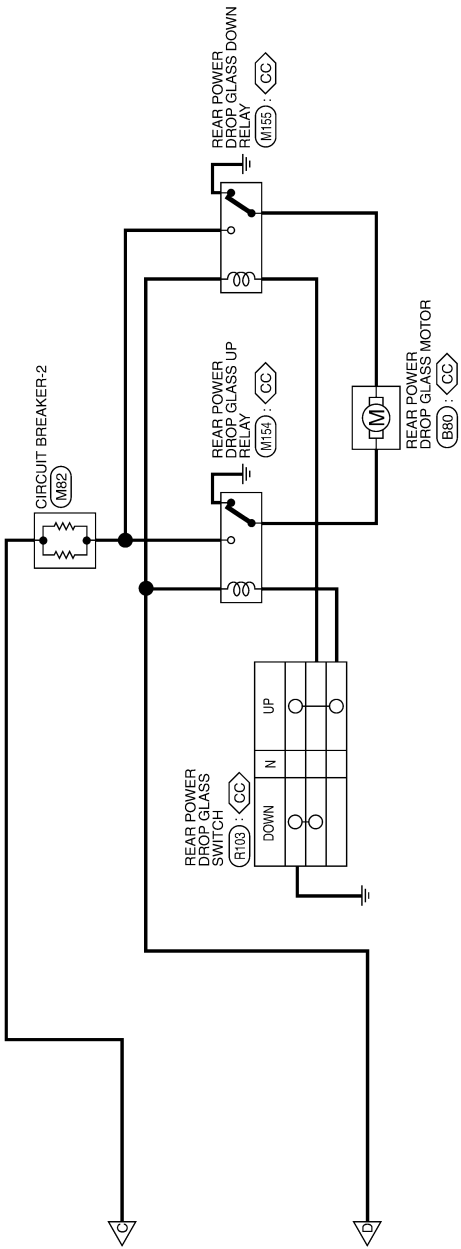 REAR POWER
DROP GLASS DOWN
RELAY
M155 : CC
CIRCUIT BREAKER-2
M82
REAR POWER
DROP GLASS UP
RELAY
M154 : CC
M
REAR POWER
DROP GLASS MOTOR
B80 : CC
REAR POWER
DROP GLASS
SWITCH
R103 : CC
DOWN
N
UP
C
D